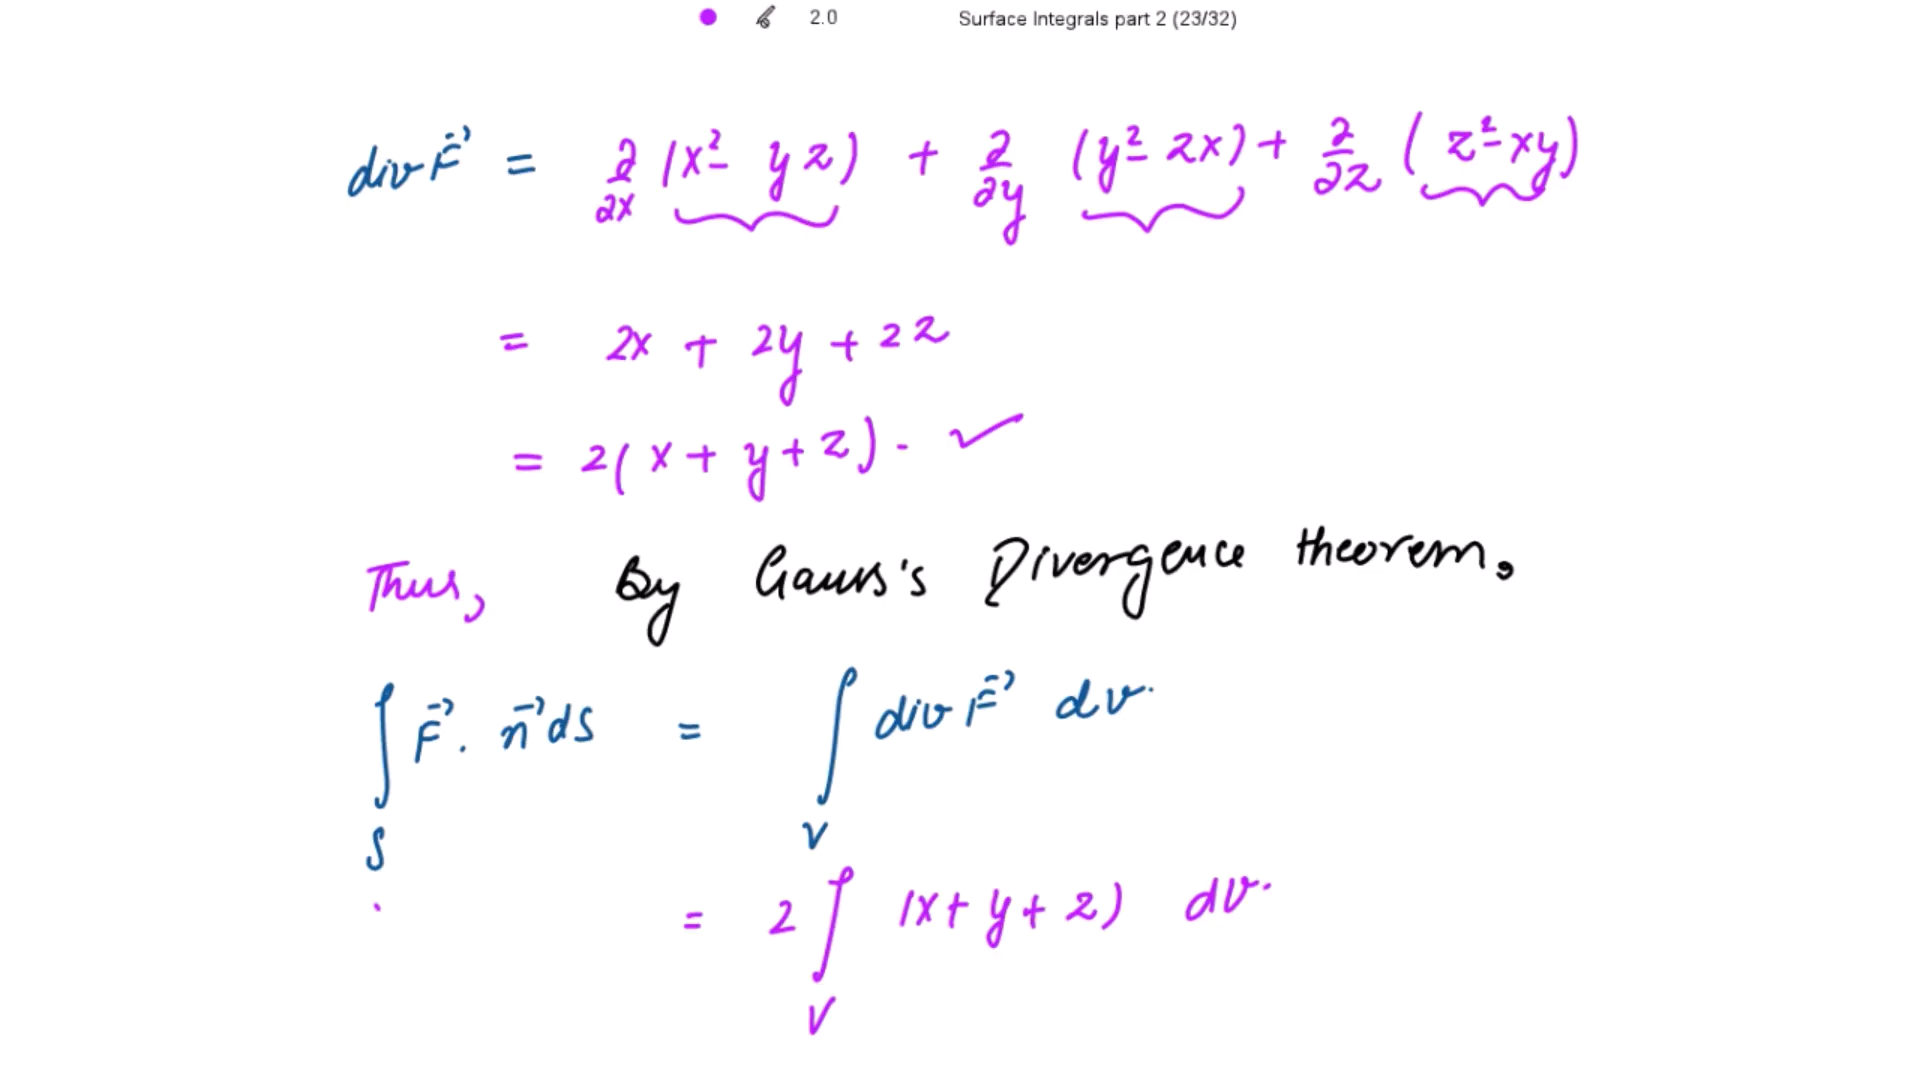 2.0 Surface Integrals part 2 (23/32)
div F⃗ = ∂/∂x (x² - yz) + ∂/∂y (y² - zx) + ∂/∂z (z² - xy)
= 2x + 2y + 2z
= 2(x + y + z). ✓
Thus, By Gauss's Divergence theorem,
∫_S F⃗ . n⃗ ds = ∫_V div F⃗ dv.
= 2 ∫_V (x + y + z) dv.